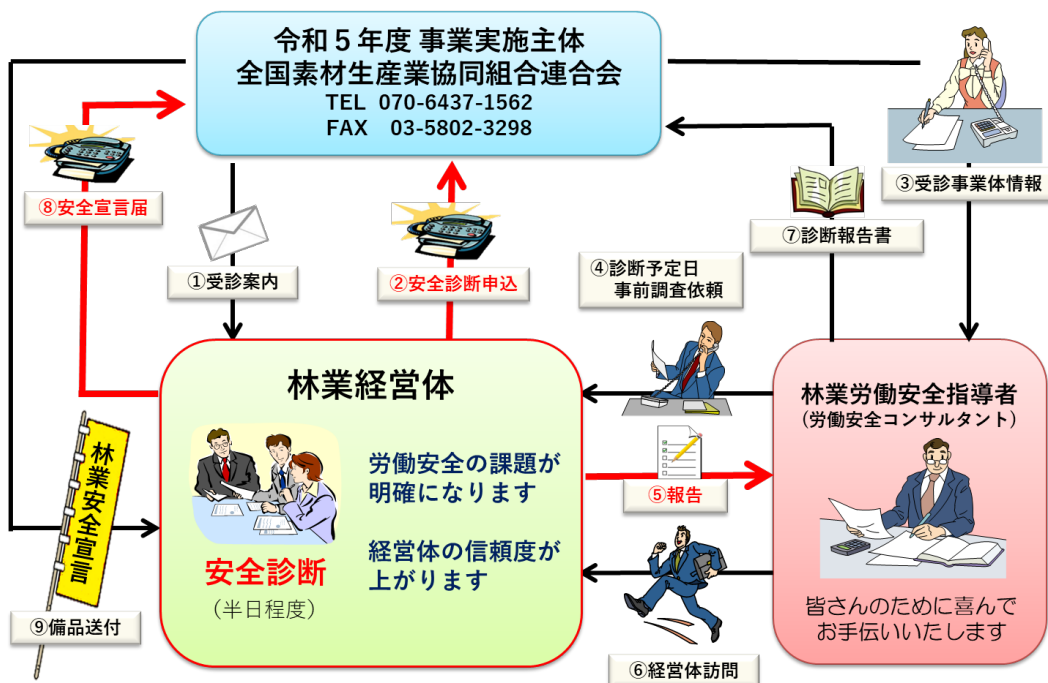 令和５年度 事業実施主体
全国素材生産業協同組合連合会
TEL 070-6437-1562
FAX 03-5802-3298
③受診事業体情報
⑧安全宣言届
⑦診断報告書
①受診案内
②安全診断申込
④診断予定日
事前調査依頼
林業経営体
労働安全の課題が
明確になります
経営体の信頼度が
上がります
安全診断
（半日程度）
⑤報告
林業労働安全指導者
（労働安全コンサルタント）
皆さんのために喜んで
お手伝いいたします
林業安全宣言
⑨備品送付
⑥経営体訪問